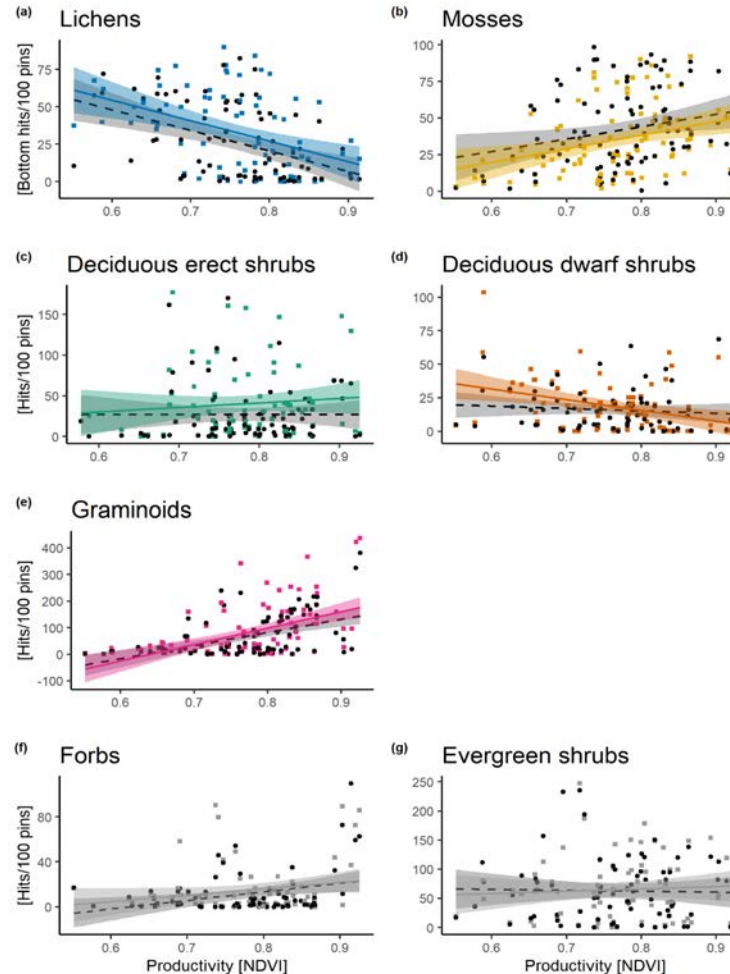 (a) Lichens
[Bottom hits/100 pins]
75
50
25
0
0.6 0.7 0.8 0.9
(b) Mosses
100
75
50
25
0
0.6 0.7 0.8 0.9
(c) Deciduous erect shrubs
[Hits/100 pins]
150
100
50
0
0.6 0.7 0.8 0.9
(d) Deciduous dwarf shrubs
100
75
50
25
0
0.6 0.7 0.8 0.9
(e) Graminoids
[Hits/100 pins]
400
300
200
100
0
-100
0.6 0.7 0.8 0.9
(f) Forbs
[Hits/100 pins]
80
40
0
0.6 0.7 0.8 0.9
Productivity [NDVI]
(g) Evergreen shrubs
250
200
150
100
50
0
0.6 0.7 0.8 0.9
Productivity [NDVI]